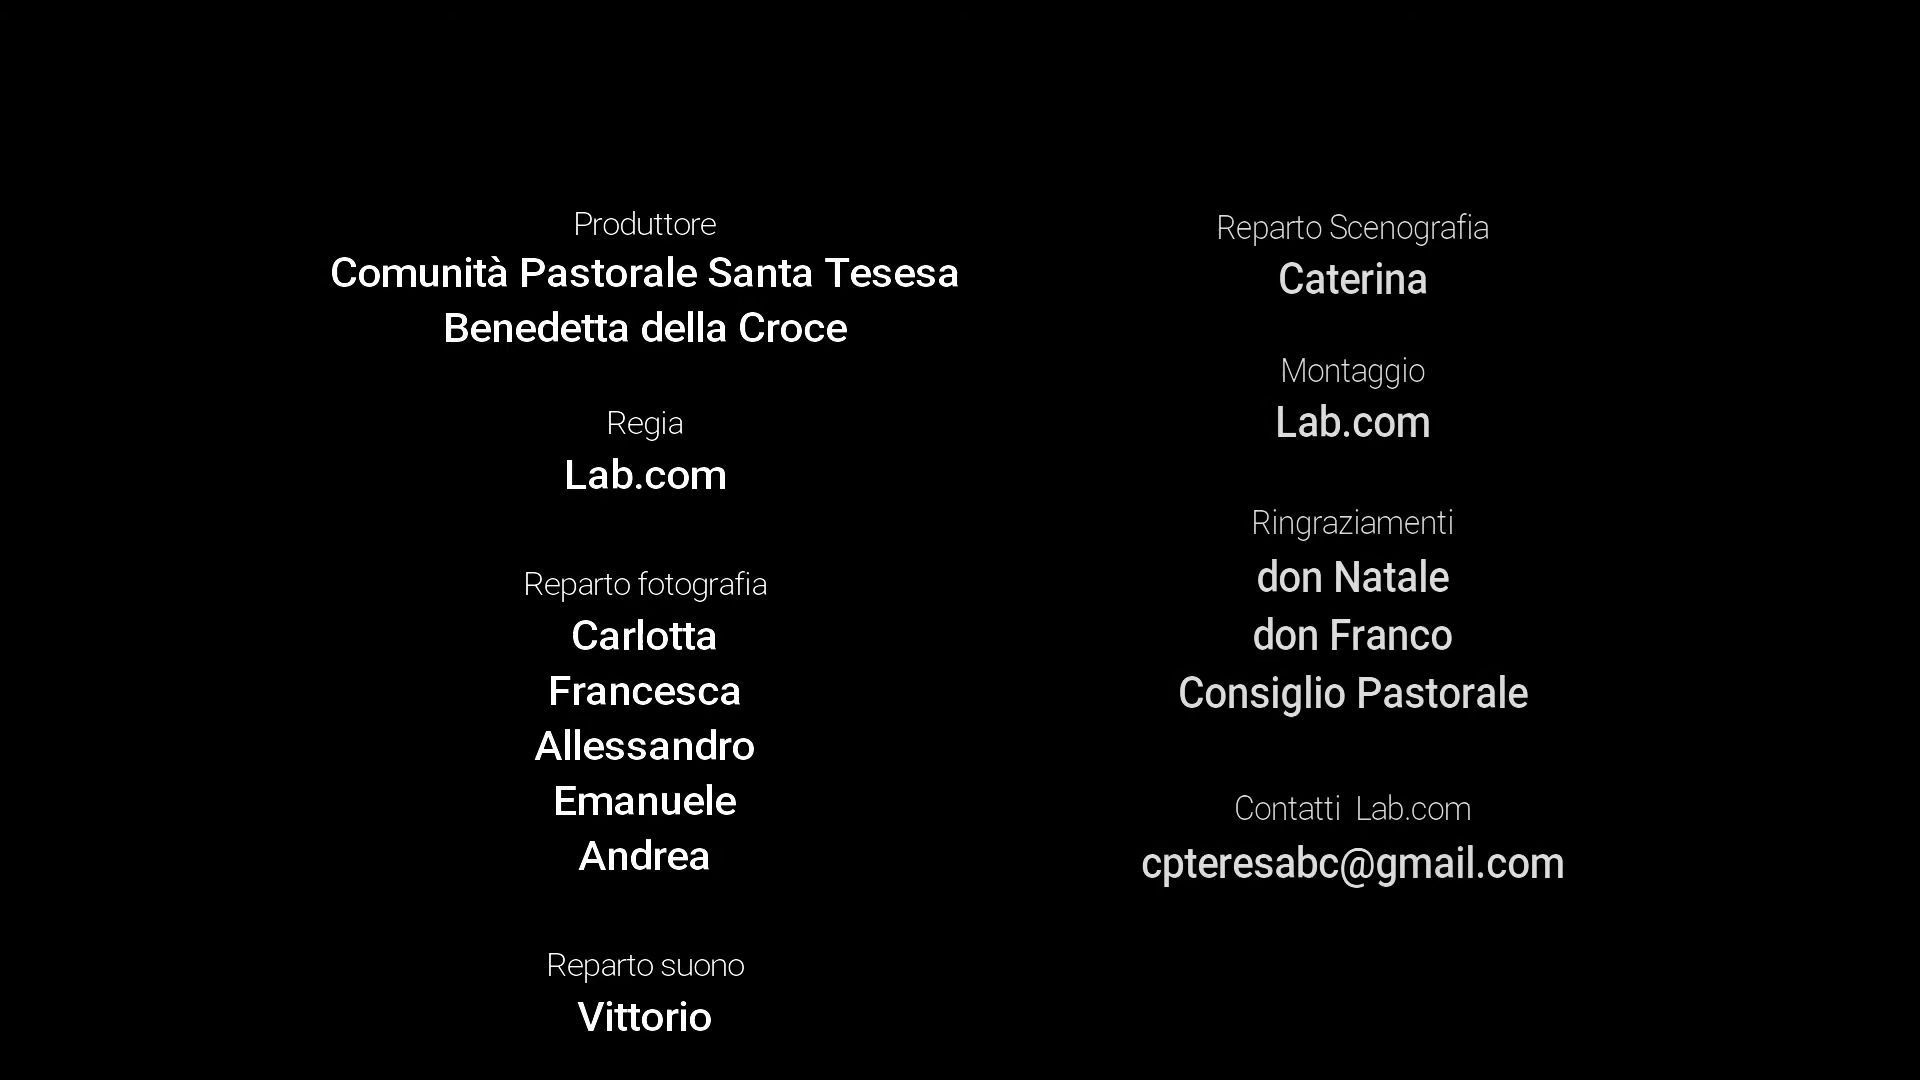 Produttore
Comunità Pastorale Santa Tesesa
Benedetta della Croce
Regia
Lab.com
Reparto fotografia
Carlotta
Francesca
Allessandro
Emanuele
Andrea
Reparto suono
Vittorio
Reparto Scenografia
Caterina
Montaggio
Lab.com
Ringraziamenti
don Natale
don Franco
Consiglio Pastorale
Contatti Lab.com
cpteresabc@gmail.com